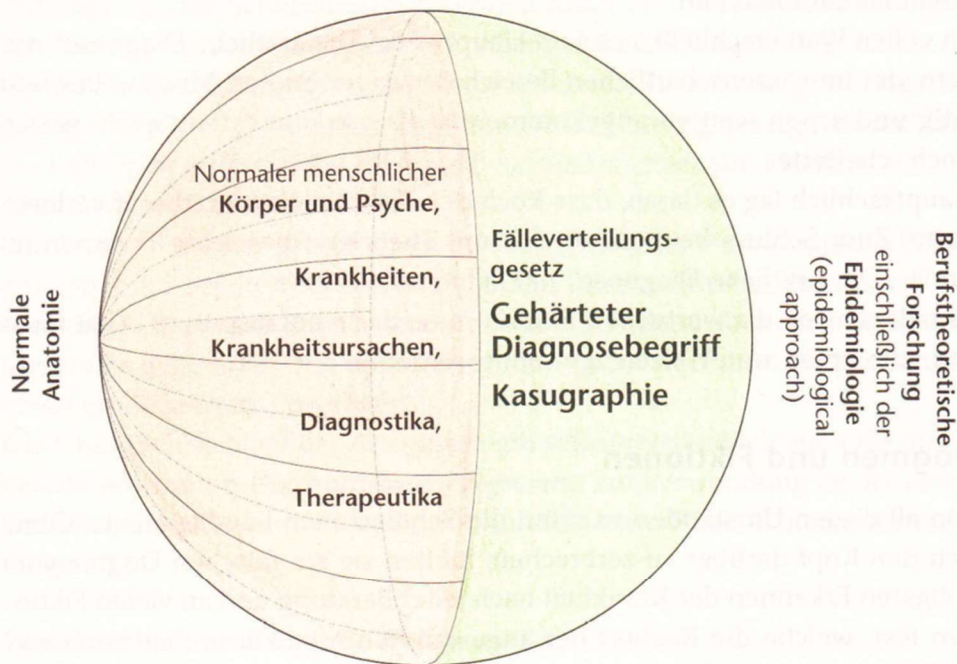 Normale
Anatomie
Normaler menschlicher
Körper und Psyche,
Krankheiten,
Krankheitsursachen,
Diagnostika,
Therapeutika
Fälleverteilungs-
gesetz
Gehärteter
Diagnosebegriff
Kasugraphie
Berufstheoretische
Forschung
einschließlich der
Epidemiologie
(epidemiological
approach)